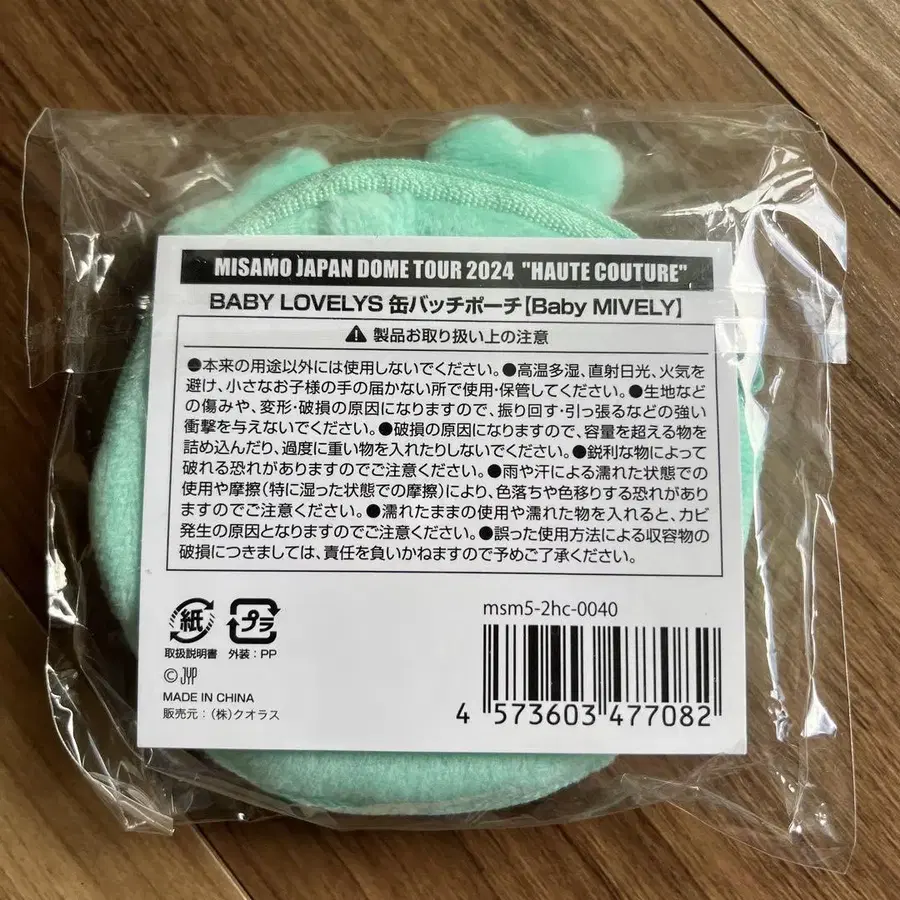 MISAMO JAPAN DOME TOUR 2024 "HAUTE COUTURE"
BABY LOVELYS 缶バッチポーチ【Baby MIVELY】
製品お取り扱い上の注意
●本来の用途以外には使用しないでください。●高温多湿、直射日光、火気を
避け、小さなお子様の手の届かない所で使用・保管してください。●生地など
の傷みや、変形・破損の原因になりますので、振り回す・引っ張るなどの強い
衝撃を与えないでください。●破損の原因になりますので、容量を超える物を
詰め込んだり、過度に重い物を入れたりしないでください。●鋭利な物によって
破れる恐れがありますのでご注意ください。●雨や汗による濡れた状態での
使用や摩擦(特に湿った状態での摩擦)により、色落ちや色移りする恐れがあり
ますのでご注意ください。●濡れたままの使用や濡れた物を入れると、カビ
発生の原因となりますのでご注意ください。●誤った使用方法による収容物の
破損につきましては、責任を負いかねますので予めご了承ください。
紙
プラ
取扱説明書
外装:PP
msm5-2hc-0040
©JYP
MADE IN CHINA
販売元:(株)クオラス
4 573603 477082